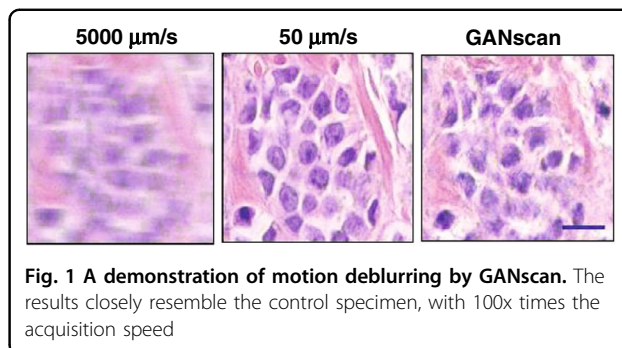 5000 μm/s 50 μm/s GANscan
Fig. 1 A demonstration of motion deblurring by GANscan. The
results closely resemble the control specimen, with 100x times the
acquisition speed